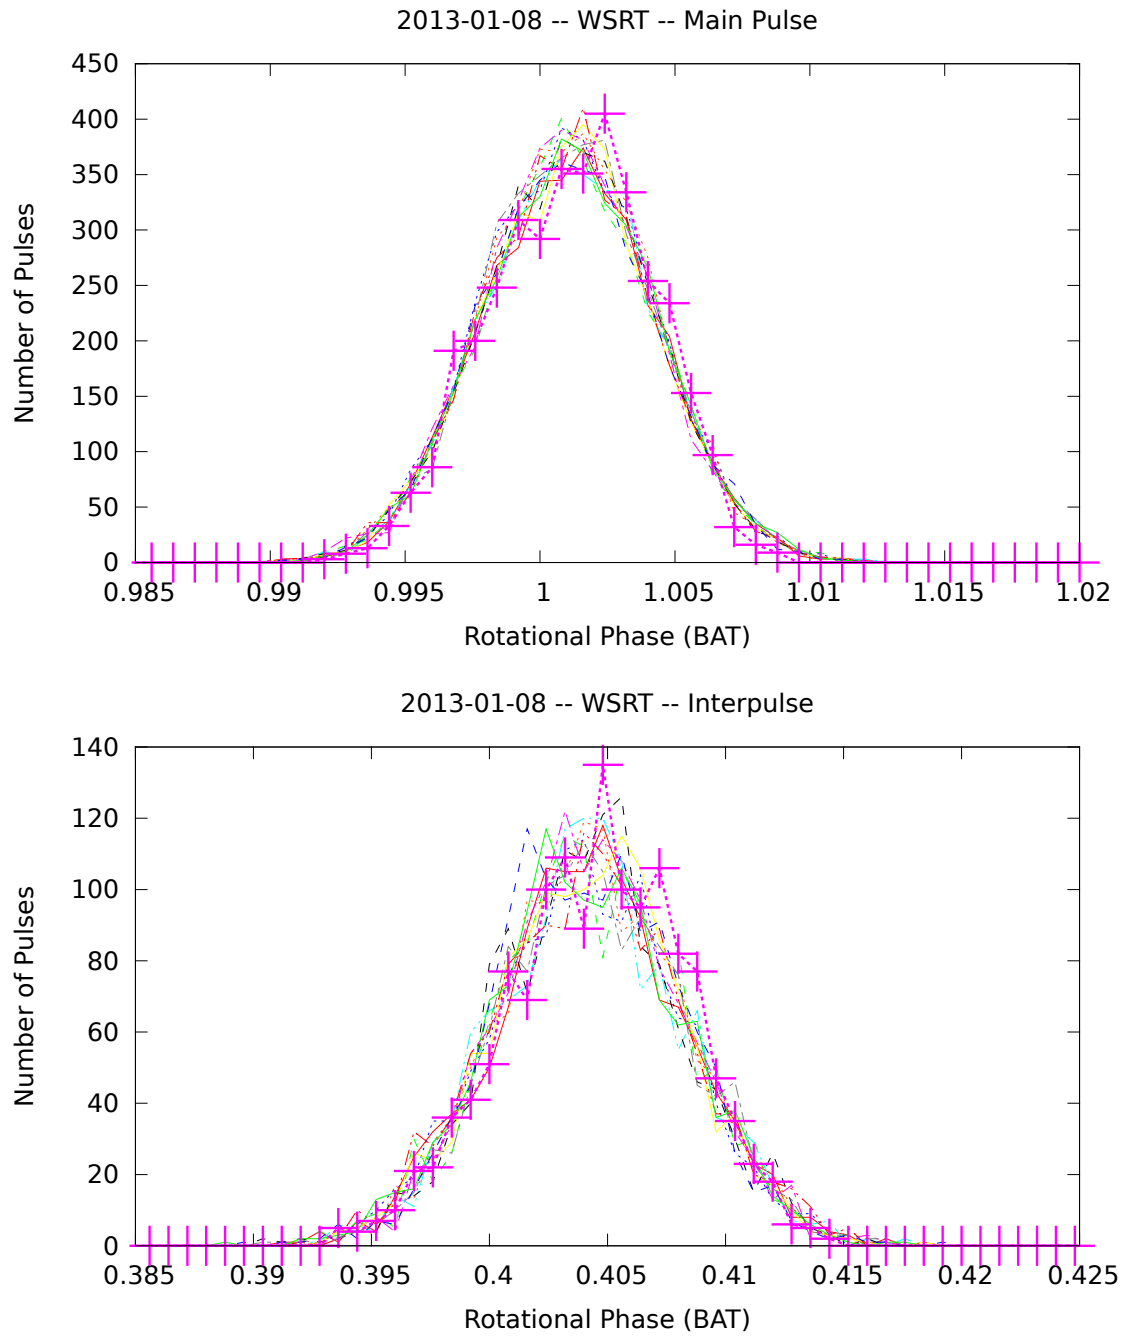 2013-01-08 -- WSRT -- Main Pulse
450
400
350
300
250
200
150
100
50
0
Number of Pulses
0.985 0.99 0.995 1 1.005 1.01 1.015 1.02
Rotational Phase (BAT)
2013-01-08 -- WSRT -- Interpulse
140
120
100
80
60
40
20
0
Number of Pulses
0.385 0.39 0.395 0.4 0.405 0.41 0.415 0.42 0.425
Rotational Phase (BAT)